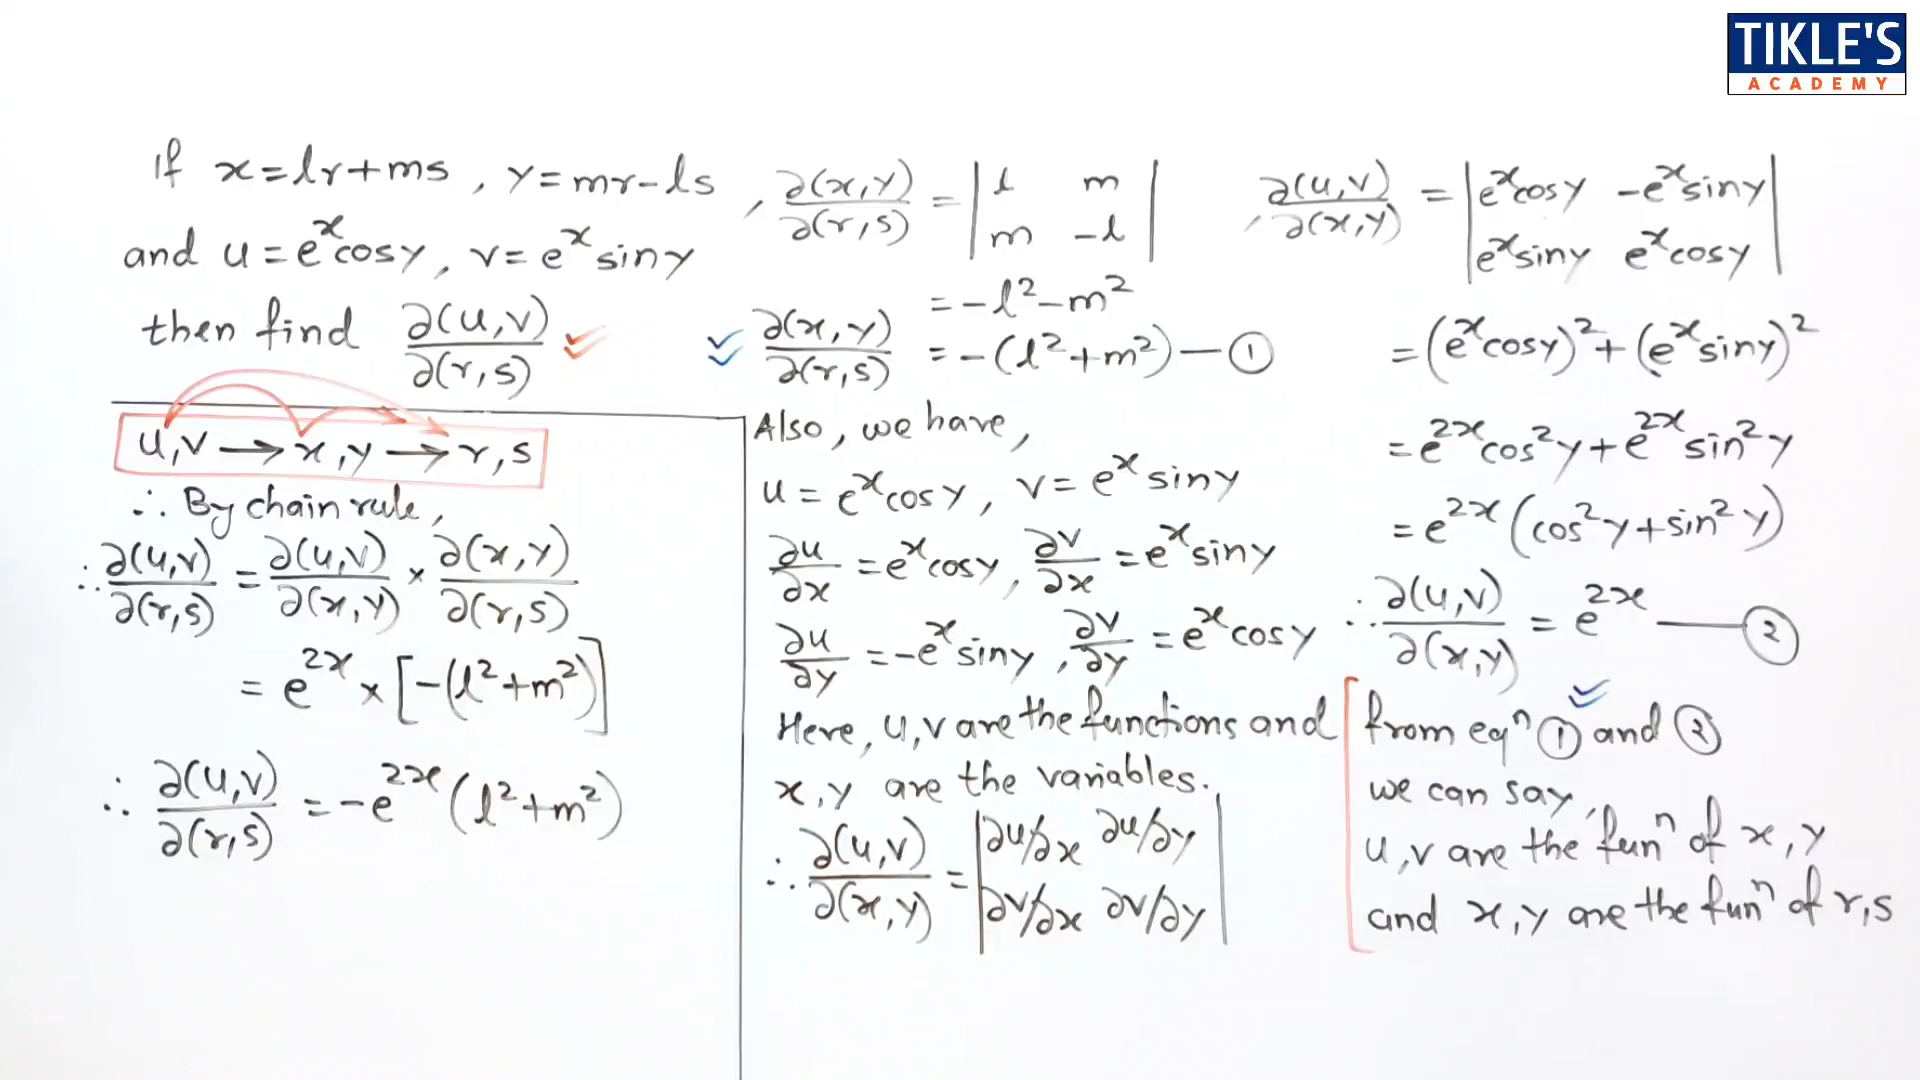 TIKLE'S
ACADEMY
If x=lr+ms, y=mr-ls
and u=e^x cosy, v=e^x siny
then find ∂(u,v)/∂(r,s)
u,v → x,y → r,s
∴ By chain rule,
∴ ∂(u,v)/∂(r,s) = ∂(u,v)/∂(x,y) × ∂(x,y)/∂(r,s)
= e^2x × [-(l²+m²)]
∴ ∂(u,v)/∂(r,s) = -e^2x (l²+m²)
, ∂(x,y)/∂(r,s) = | l m |
| m -l |
= -l²-m²
∂(x,y)/∂(r,s) = -(l²+m²) — ①
Also, we have,
u = e^x cosy, v = e^x siny
∂u/∂x = e^x cosy, ∂v/∂x = e^x siny
∂u/∂y = -e^x siny, ∂v/∂y = e^x cosy
Here, u,v are the functions and
x,y are the variables.
∴ ∂(u,v)/∂(x,y) = | ∂u/∂x ∂u/∂y |
| ∂v/∂x ∂v/∂y |
∂(u,v)/∂(x,y) = | e^x cosy -e^x siny |
| e^x siny e^x cosy |
= (e^x cosy)² + (e^x siny)²
= e^2x cos²y + e^2x sin²y
= e^2x (cos²y + sin²y)
∴ ∂(u,v)/∂(x,y) = e^2x — ②
from eqⁿ ① and ②
we can say,
u,v are the funⁿ of x,y
and x,y are the funⁿ of r,s